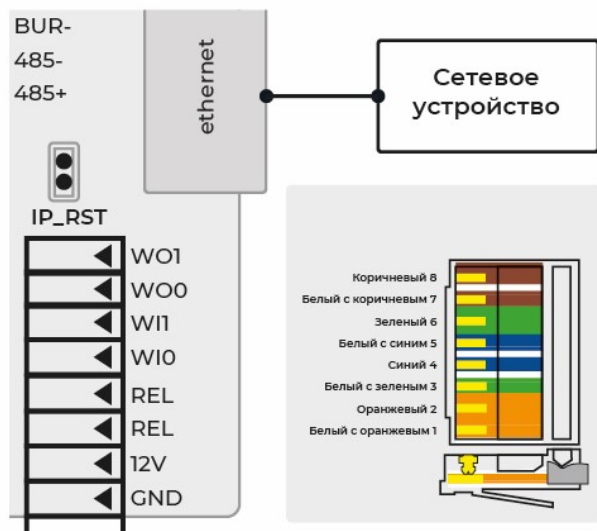 BUR-
485-
485+
ethernet
Сетевое
устройство
IP_RST
WO1
WO0
WI1
WI0
REL
REL
12V
GND
Коричневый 8
Белый с коричневым 7
Зеленый 6
Белый с синим 5
Синий 4
Белый с зеленым 3
Оранжевый 2
Белый с оранжевым 1